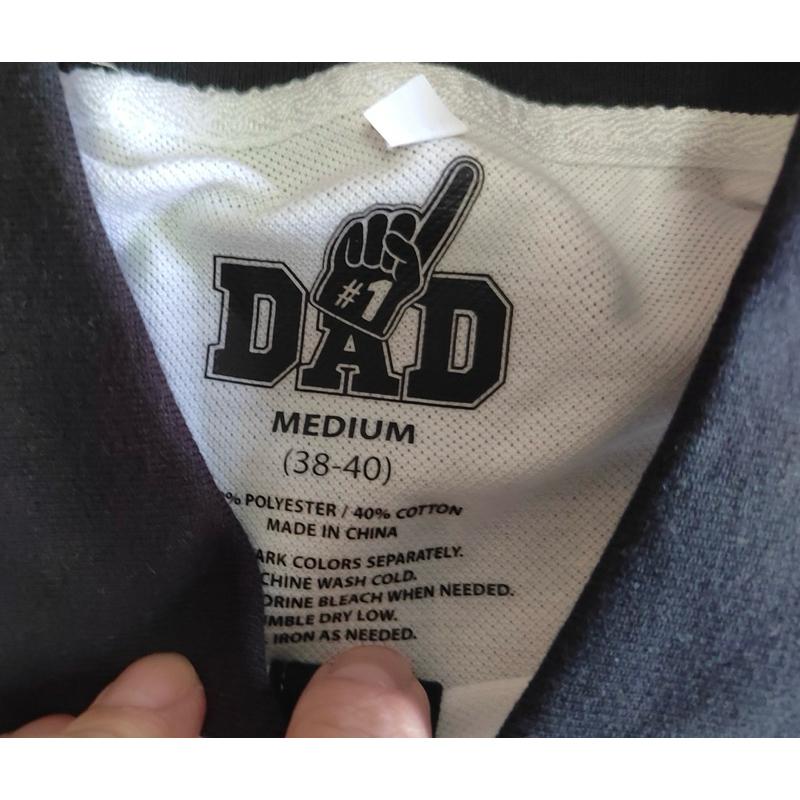 #1
DAD
MEDIUM
(38-40)
% POLYESTER / 40% COTTON
MADE IN CHINA
ARK COLORS SEPARATELY.
CHINE WASH COLD.
ORINE BLEACH WHEN NEEDED.
MBLE DRY LOW.
IRON AS NEEDED.